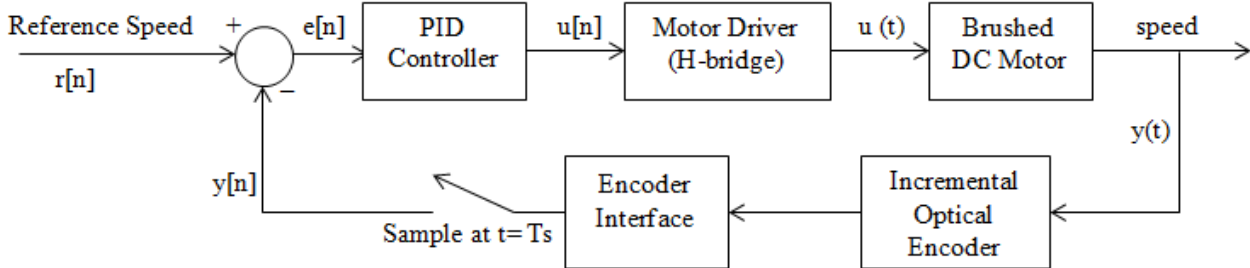 Reference Speed
r[n]
+
−
e[n]
PID
Controller
u[n]
Motor Driver
(H-bridge)
u (t)
Brushed
DC Motor
speed
y(t)
y[n]
Sample at t= Ts
Encoder
Interface
Incremental
Optical
Encoder